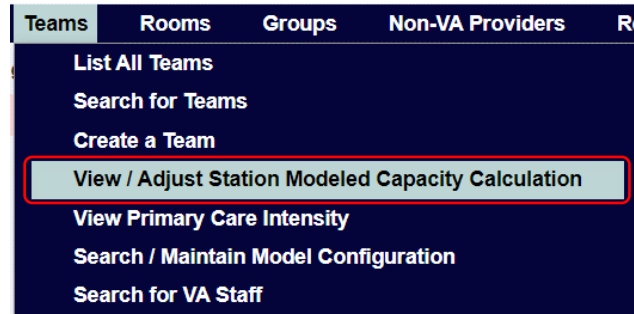 Teams Rooms Groups Non-VA Providers
List All Teams
Search for Teams
Create a Team
View / Adjust Station Modeled Capacity Calculation
View Primary Care Intensity
Search / Maintain Model Configuration
Search for VA Staff